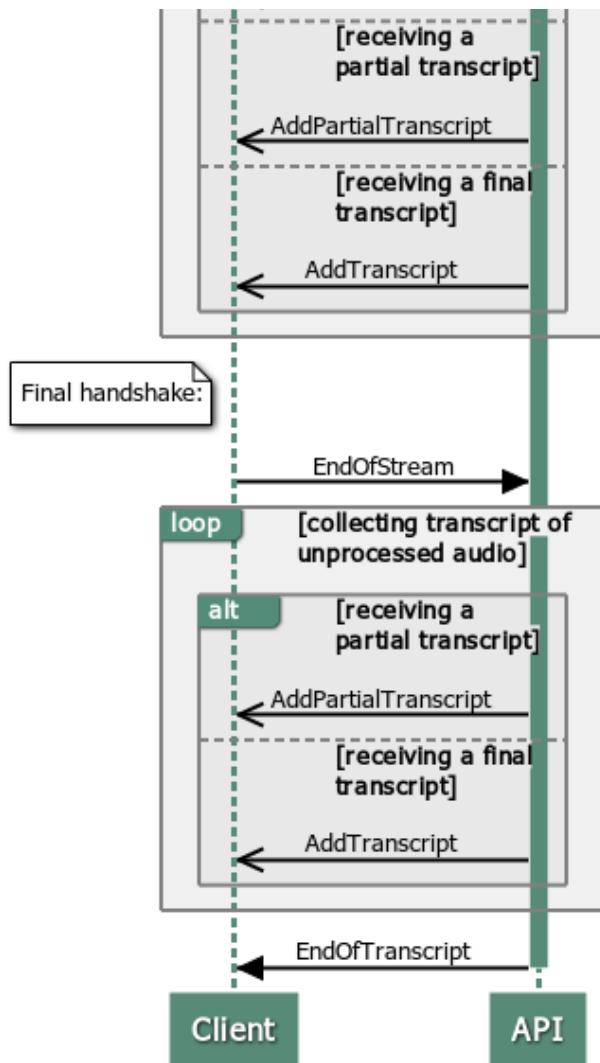 [receiving a
partial transcript]
AddPartialTranscript
[receiving a final
transcript]
AddTranscript
Final handshake:
EndOfStream
loop
[collecting transcript of
unprocessed audio]
alt
[receiving a
partial transcript]
AddPartialTranscript
[receiving a final
transcript]
AddTranscript
EndOfTranscript
Client
API